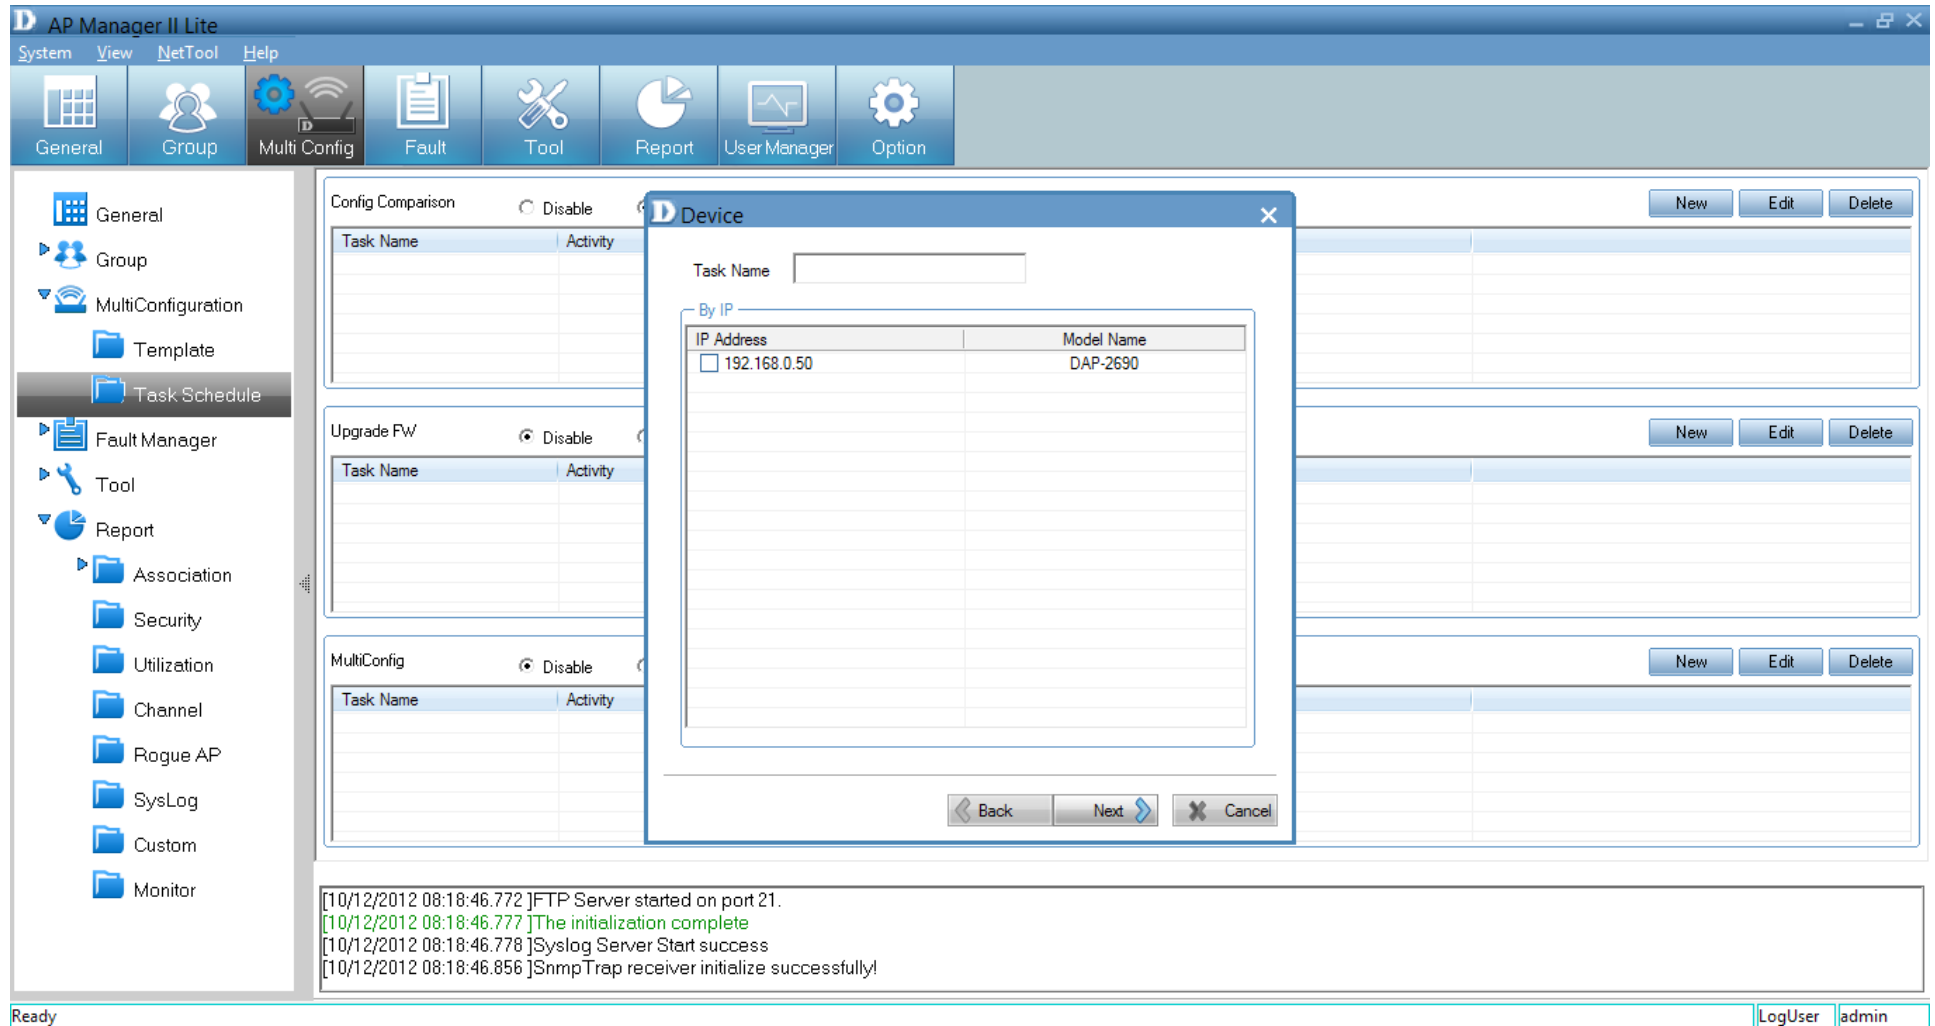 D AP Manager II Lite
System View NetTool Help
General Group Multi Config Fault Tool Report User Manager Option
D
General
Group
MultiConfiguration
Template
Task Schedule
Fault Manager
Tool
Report
Association
Security
Utilization
Channel
Rogue AP
SysLog
Custom
Monitor
Config Comparison Disable New Edit Delete
Task Name Activity
Upgrade FW Disable New Edit Delete
Task Name Activity
MultiConfig Disable New Edit Delete
Task Name Activity
D Device
Task Name
By IP
IP Address Model Name
192.168.0.50 DAP-2690
Back Next Cancel
[10/12/2012 08:18:46.772 ]FTP Server started on port 21.
[10/12/2012 08:18:46.777 ]The initialization complete
[10/12/2012 08:18:46.778 ]Syslog Server Start success
[10/12/2012 08:18:46.856 ]SnmpTrap receiver initialize successfully!
Ready LogUser admin